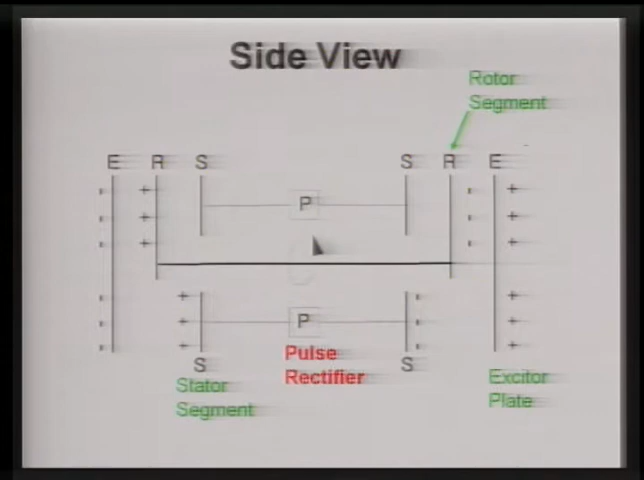 Side View
Rotor
Segment
E R S S R E
P
P
S S
Pulse
Rectifier
Stator
Segment
Excitor
Plate